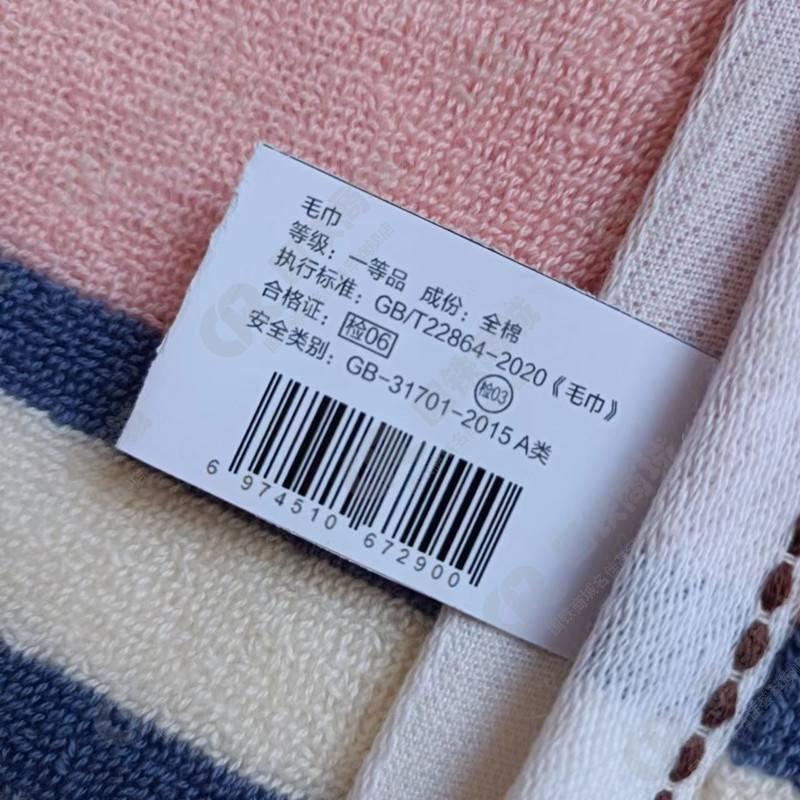 毛巾
等级：一等品 成份：全棉
执行标准：GB/T22864-2020《毛巾》
合格证：检06 检03
安全类别：GB-31701-2015 A类
6 974510 672900